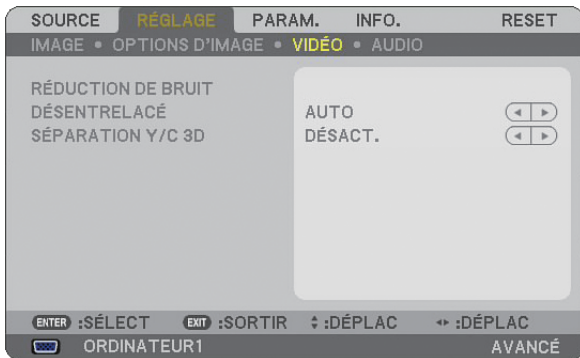 SOURCE RÉGLAGE PARAM. INFO. RESET
IMAGE • OPTIONS D'IMAGE • VIDÉO • AUDIO
RÉDUCTION DE BRUIT
DÉSENTRELACÉ AUTO
SÉPARATION Y/C 3D DÉSACT.
ENTER :SÉLECT EXIT :SORTIR :DÉPLAC :DÉPLAC
ORDINATEUR1 AVANCÉ